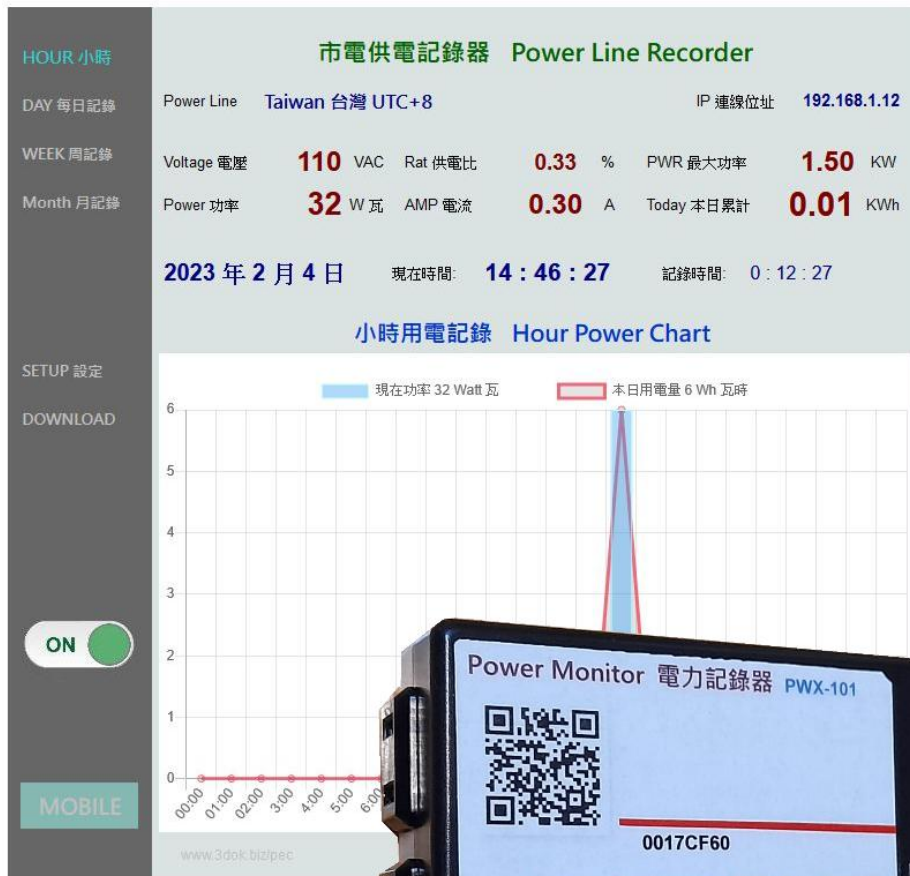 HOUR 小時
DAY 每日記錄
WEEK 周記錄
Month 月記錄
SETUP 設定
DOWNLOAD
ON
MOBILE
市電供電記錄器 Power Line Recorder
Power Line Taiwan 台灣 UTC+8 IP 連線位址 192.168.1.12
Voltage 電壓 110 VAC Rat 供電比 0.33 % PWR 最大功率 1.50 KW
Power 功率 32 W 瓦 AMP 電流 0.30 A Today 本日累計 0.01 KWh
2023 年 2 月 4 日 現在時間: 14 : 46 : 27 記錄時間: 0 : 12 : 27
小時用電記錄 Hour Power Chart
現在功率 32 Watt 瓦 本日用電量 6 Wh 瓦時
6
5
4
3
2
1
0
00:00 01:00 02:00 3:00 4:00 5:00 6:00
www.3dok.biz/pec
Power Monitor 電力記錄器 PWX-101
0017CF60